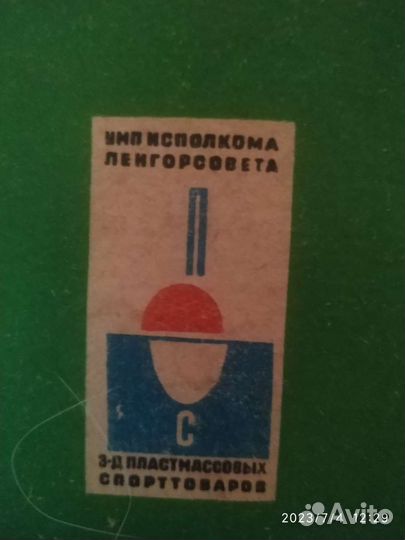 УМП ИСПОЛКОМА
ЛЕНГОРСОВЕТА
С
З-Д ПЛАСТМАССОВЫХ
СПОРТТОВАРОВ
2023/7/4 12:29
Avito